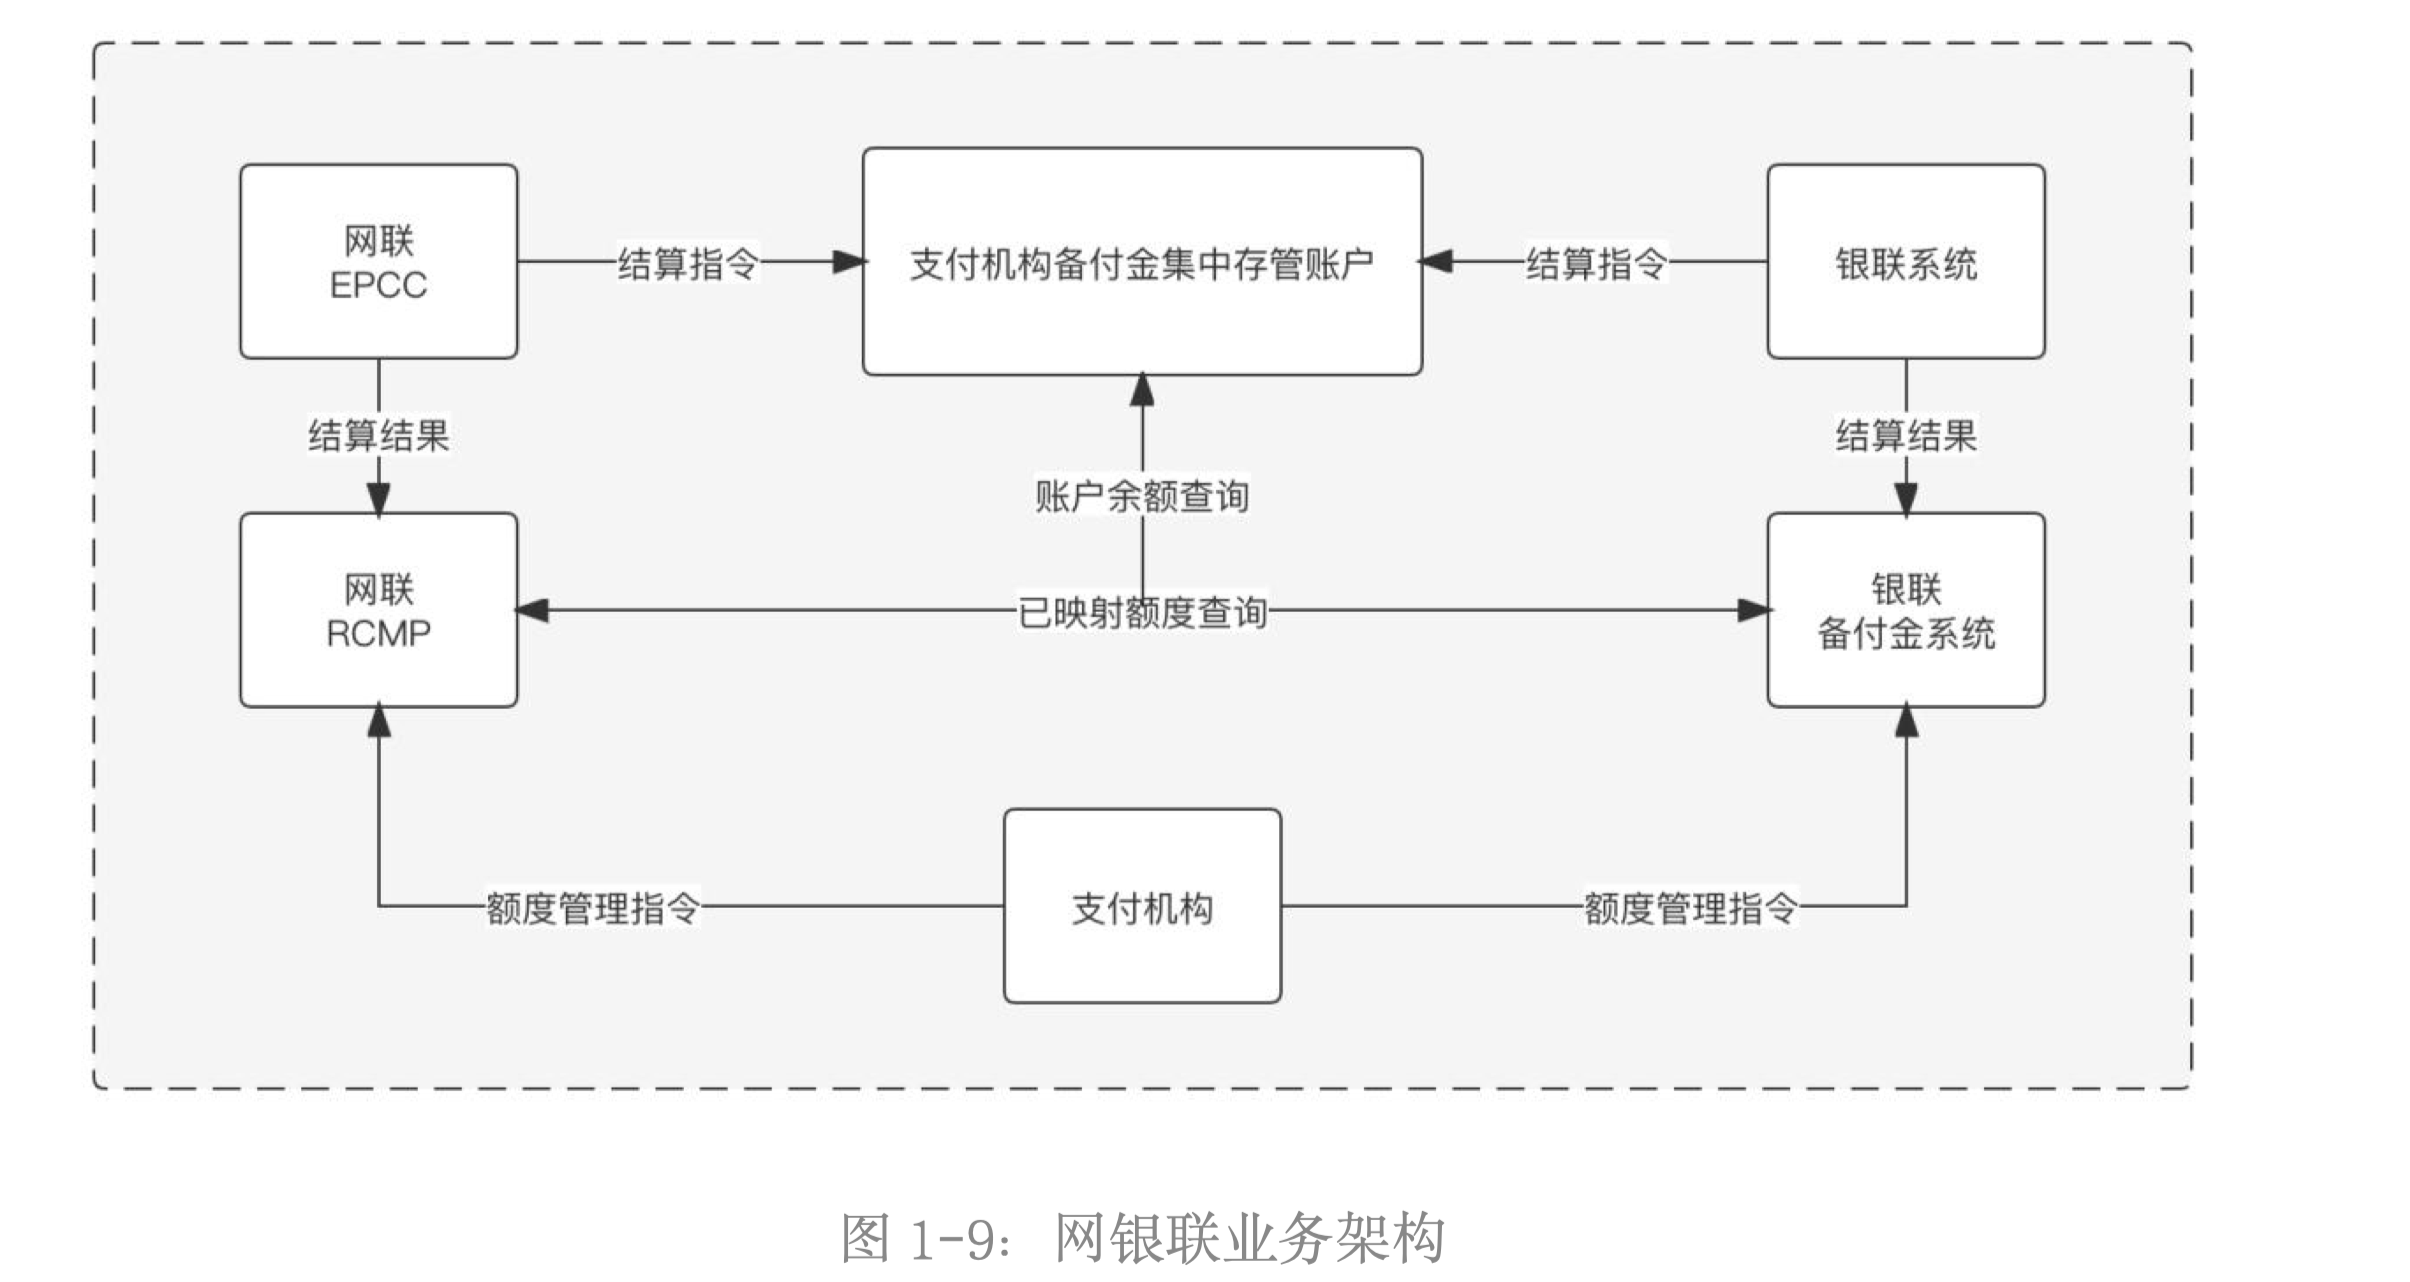 网联
EPCC
结算指令
支付机构备付金集中存管账户
结算指令
银联系统
结算结果
结算结果
账户余额查询
网联
RCMP
已映射额度查询
银联
备付金系统
额度管理指令
支付机构
额度管理指令
图 1-9：网银联业务架构